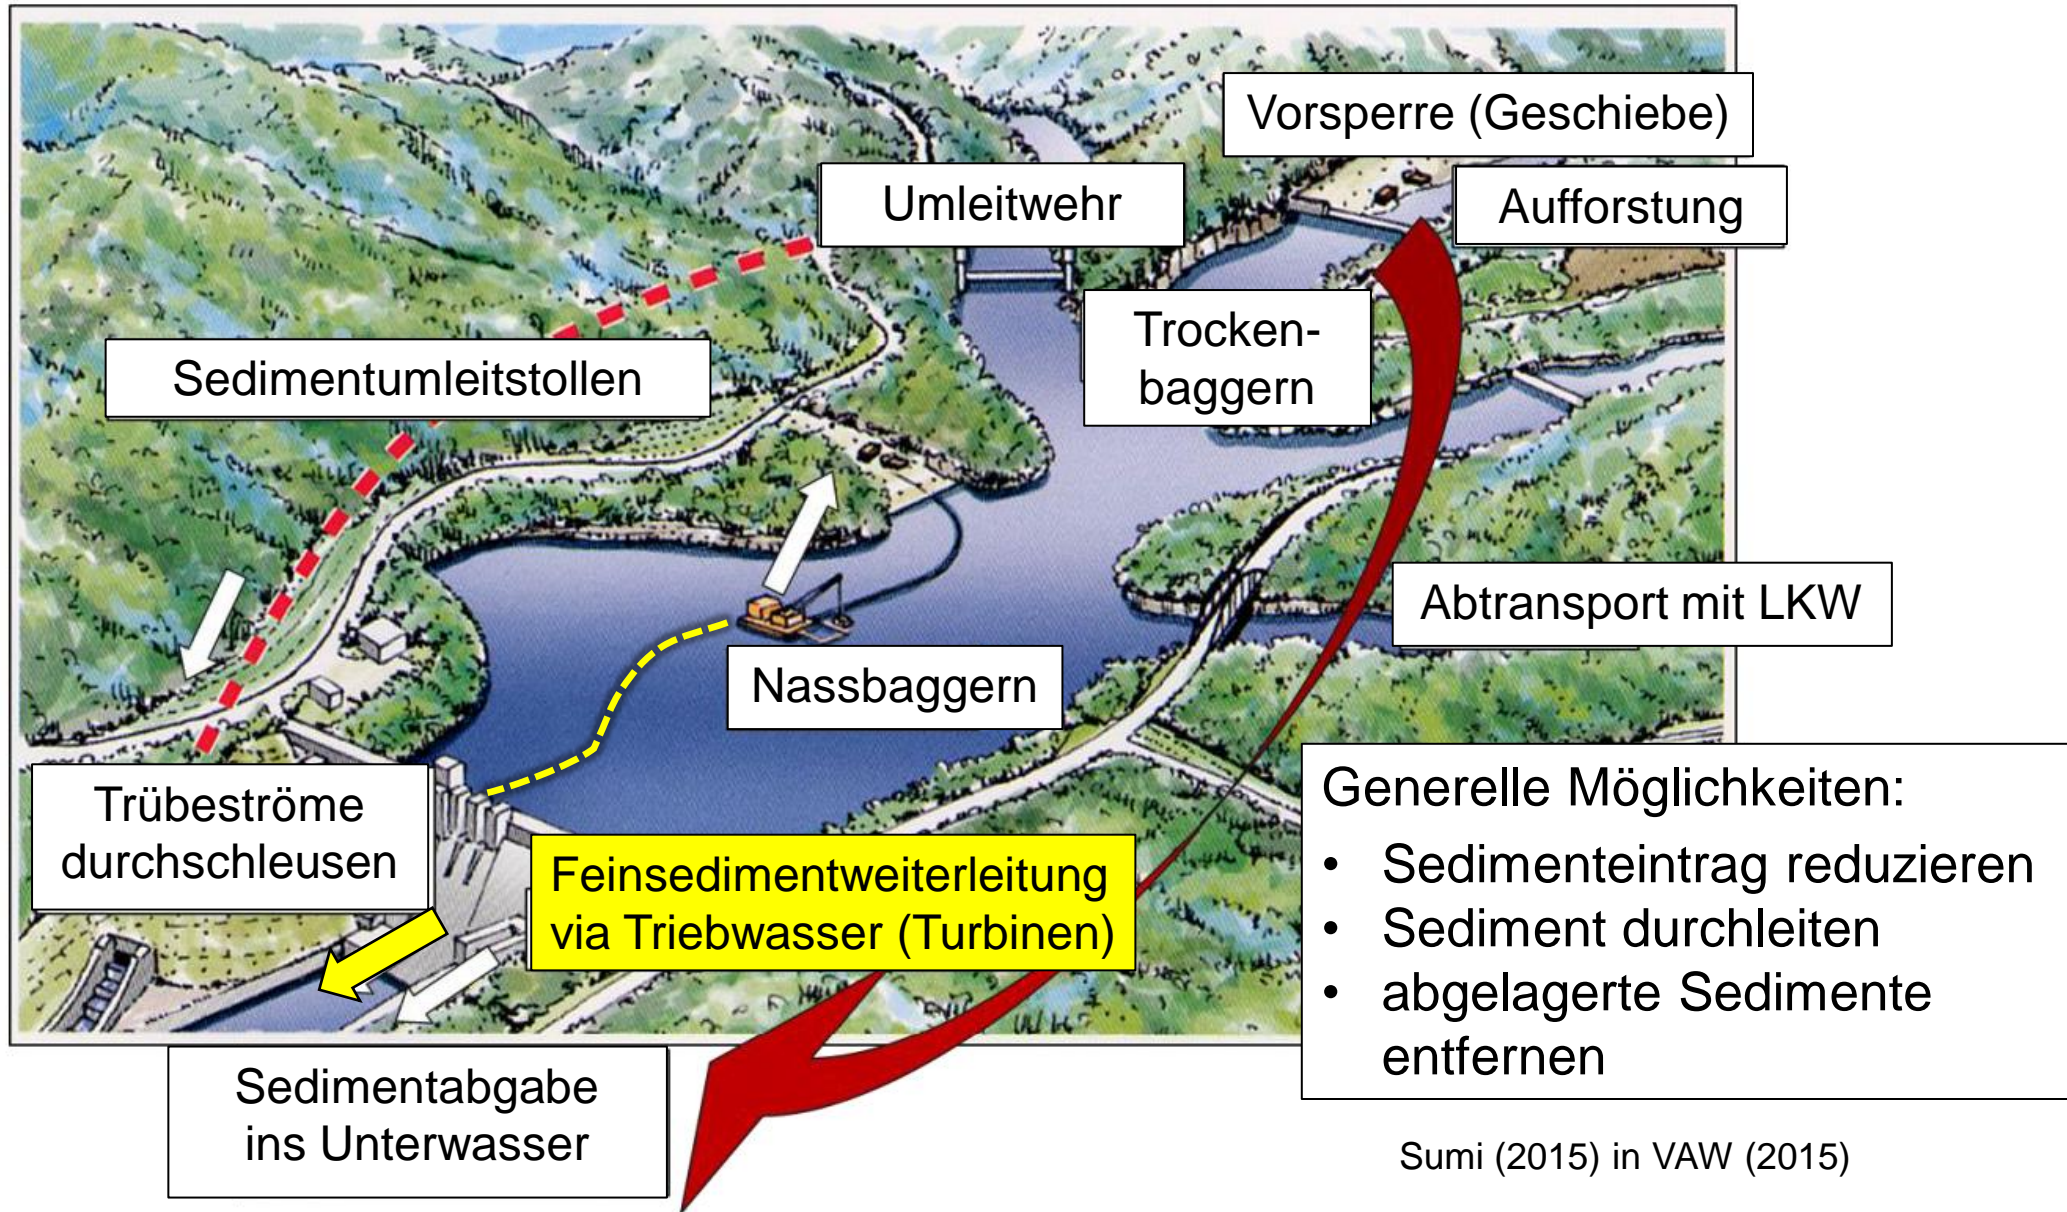 Vorsperre (Geschiebe)
Umleitwehr
Aufforstung
Trocken-
baggern
Sedimentumleitstollen
Abtransport mit LKW
Nassbaggern
Trübeströme
durchschleusen
Feinsedimentweiterleitung
via Triebwasser (Turbinen)
Generelle Möglichkeiten:
• Sedimenteintrag reduzieren
• Sediment durchleiten
• abgelagerte Sedimente
entfernen
Sedimentabgabe
ins Unterwasser
Sumi (2015) in VAW (2015)